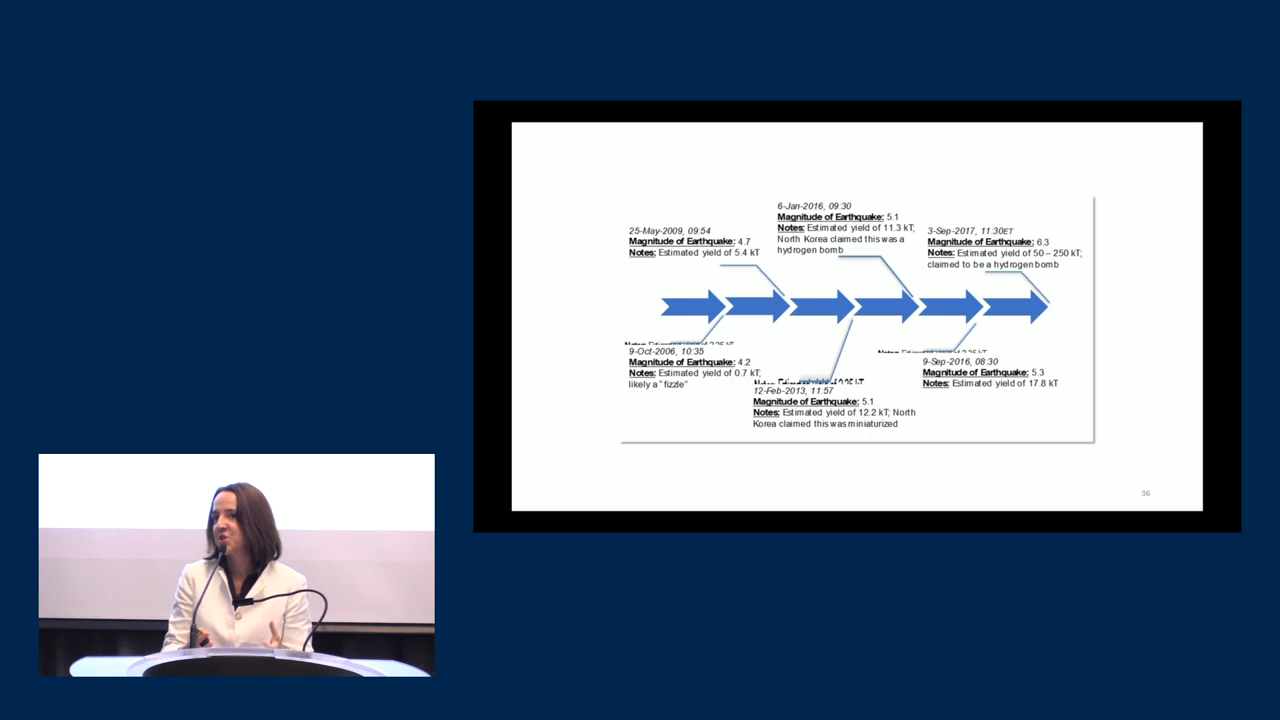 6-Jan-2016, 09:30
Magnitude of Earthquake: 5.1
Notes: Estimated yield of 11.3 kT;
North Korea claimed this was a
hydrogen bomb
25-May-2009, 09:54
Magnitude of Earthquake: 4.7
Notes: Estimated yield of 5.4 kT
3-Sep-2017, 11:30ET
Magnitude of Earthquake: 6.3
Notes: Estimated yield of 50 – 250 kT;
claimed to be a hydrogen bomb
9-Oct-2006, 10:35
Magnitude of Earthquake: 4.2
Notes: Estimated yield of 0.7 kT;
likely a "fizzle"
12-Feb-2013, 11:57
Magnitude of Earthquake: 5.1
Notes: Estimated yield of 12.2 kT; North
Korea claimed this was miniaturized
9-Sep-2016, 08:30
Magnitude of Earthquake: 5.3
Notes: Estimated yield of 17.8 kT
36